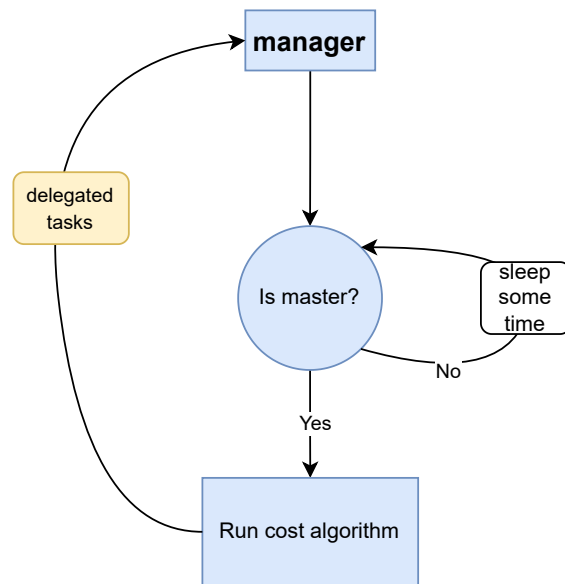 manager
delegated
tasks
Is master?
sleep
some
time
No
Yes
Run cost algorithm